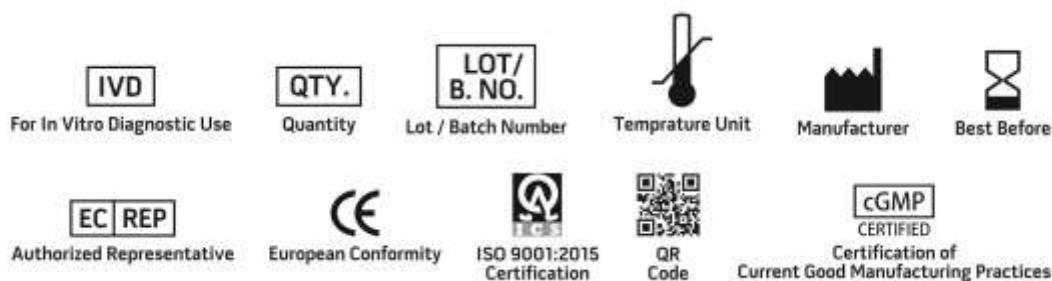 IVD
For In Vitro Diagnostic Use
QTY.
Quantity
LOT/
B. NO.
Lot / Batch Number
Temprature Unit
Manufacturer
Best Before
EC REP
Authorized Representative
CE
European Conformity
ICS
ISO 9001:2015
Certification
QR
Code
cGMP
CERTIFIED
Certification of
Current Good Manufacturing Practices